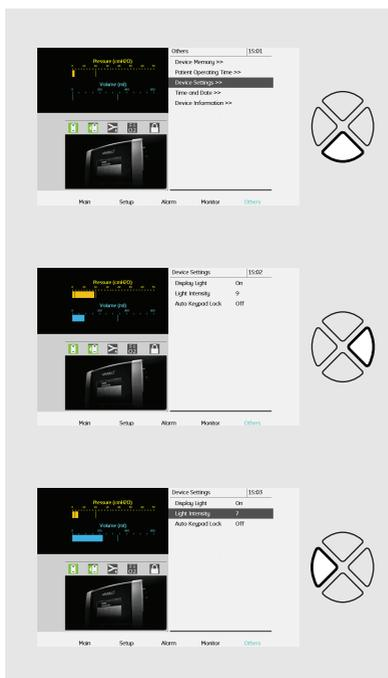 Others 15:01
Pressure (cmH2O)
Device Memory >>
Patient Operating Time >>
Device Settings >>
Volume (ml)
Time and Date >>
Device Information >>
Main Setup Alarm Monitor Others
Device Settings 15:02
Pressure (cmH2O)
Display Light On
Light Intensity 9
Volume (ml)
Auto Keypad Lock Off
Main Setup Alarm Monitor Others
Device Settings 15:03
Pressure (cmH2O)
Display Light On
Light Intensity 7
Volume (ml)
Auto Keypad Lock Off
Main Setup Alarm Monitor Others